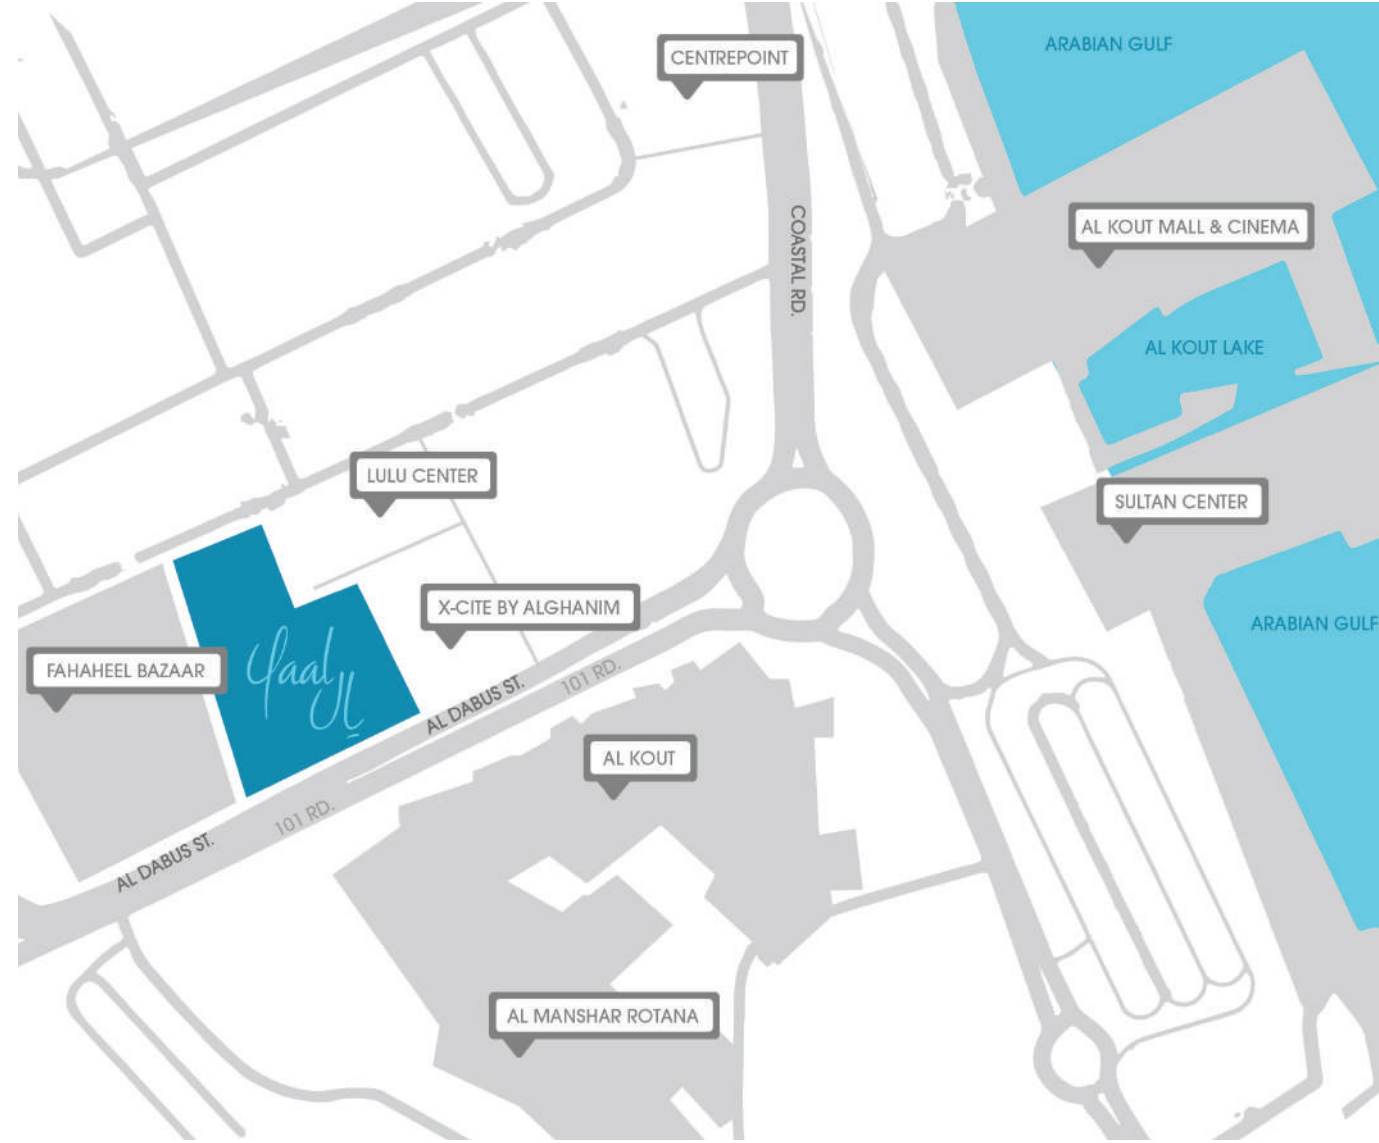 ARABIAN GULF
CENTREPOINT
COASTAL RD.
AL KOUT MALL & CINEMA
AL KOUT LAKE
LULU CENTER
SULTAN CENTER
X-CITE BY ALGHANIM
ARABIAN GULF
FAHAHEEL BAZAAR
yaal
يال
AL DABUS ST.
101 RD.
AL KOUT
101 RD.
AL DABUS ST.
AL MANSHAR ROTANA